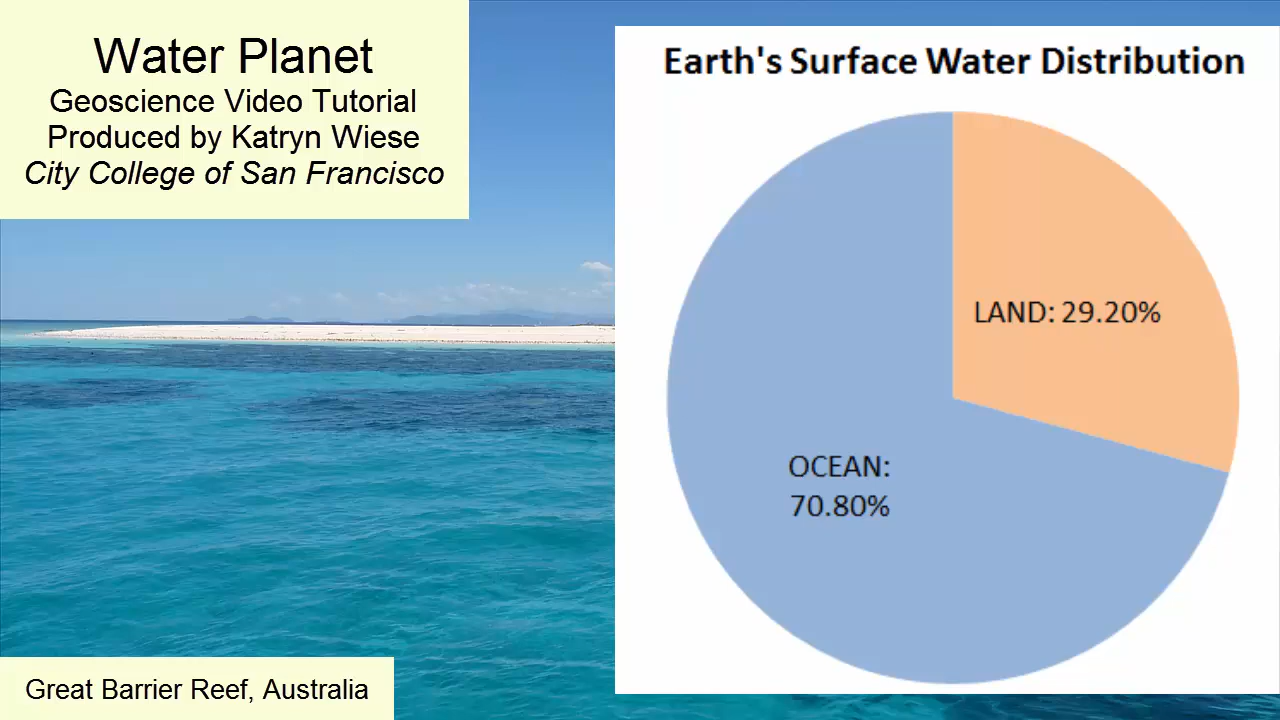 Water Planet
Geoscience Video Tutorial
Produced by Katryn Wiese
City College of San Francisco
Earth's Surface Water Distribution
LAND: 29.20%
OCEAN:
70.80%
Great Barrier Reef, Australia